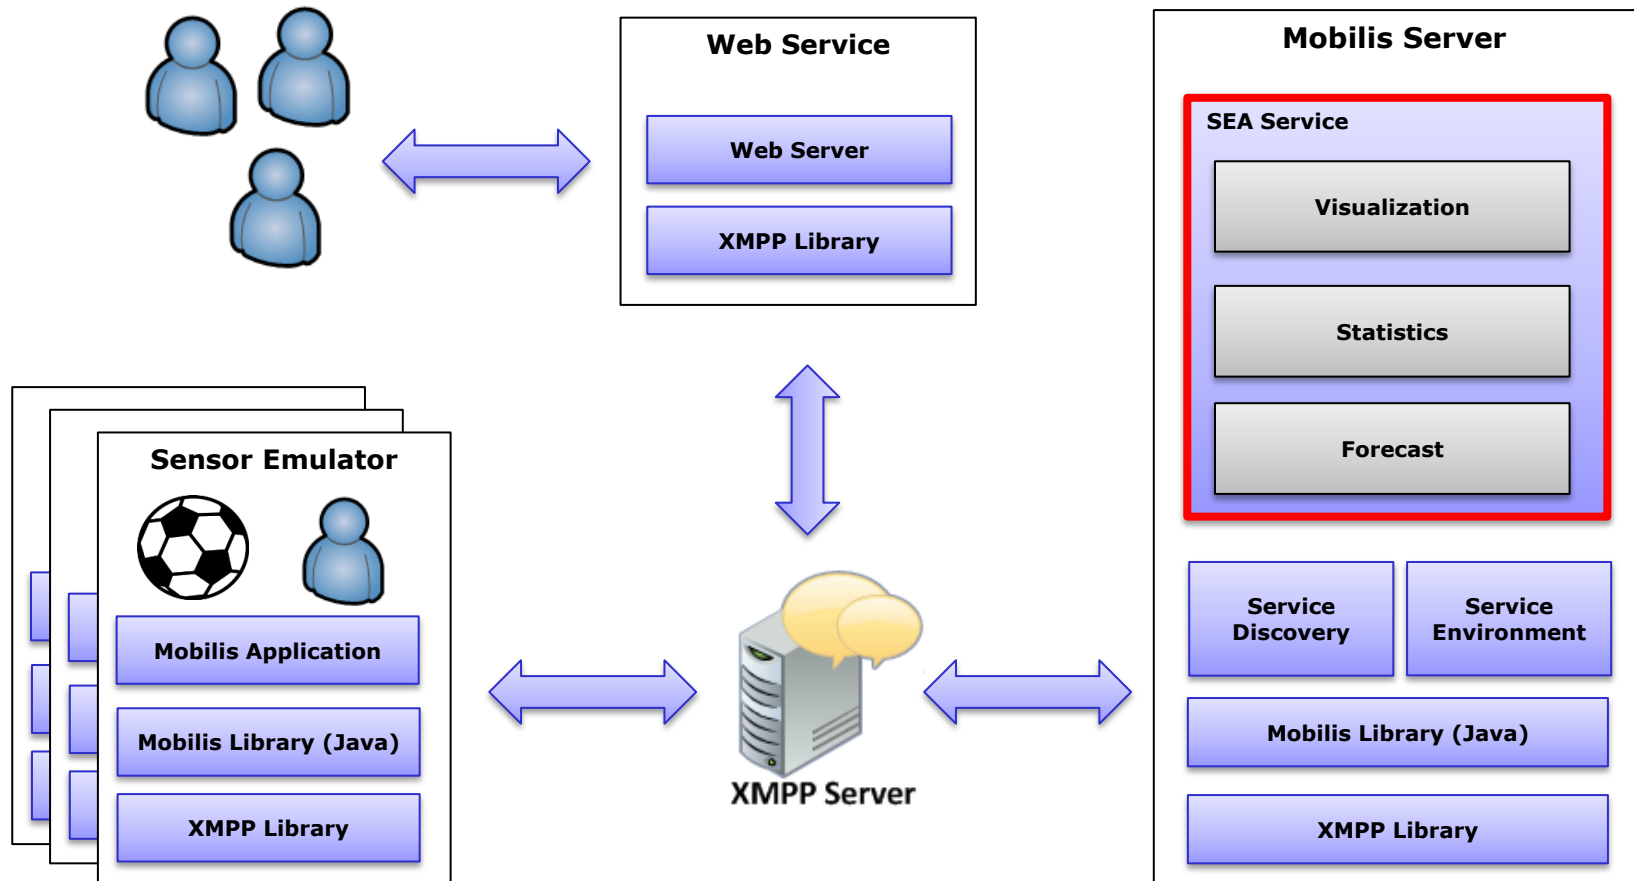 Web Service
Web Server
XMPP Library
Mobilis Server
SEA Service
Visualization
Statistics
Forecast
Service
Discovery
Service
Environment
Mobilis Library (Java)
XMPP Library
Sensor Emulator
Mobilis Application
Mobilis Library (Java)
XMPP Library
XMPP Server